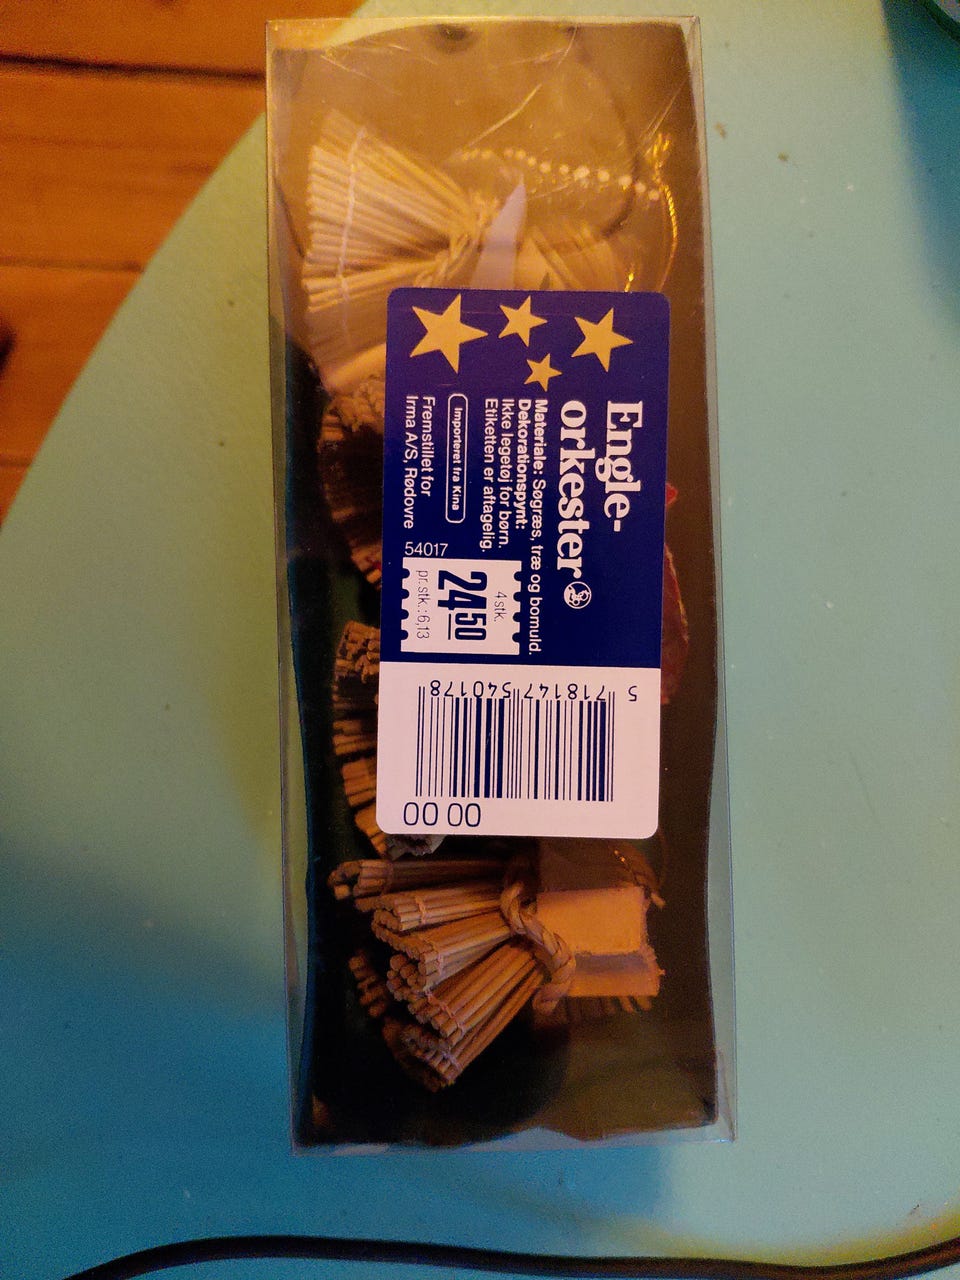 Engle-
orkester
Materiale: Søgræs, træ og bomuld.
Dekorationspynt:
Ikke legetøj for børn.
Etiketten er aftagelig.
Importeret fra Kina
Fremstillet for
Irma A/S, Rødovre
54017
4 stk.
24 50
pr. stk.: 6,13
5 718147 540178
00 00